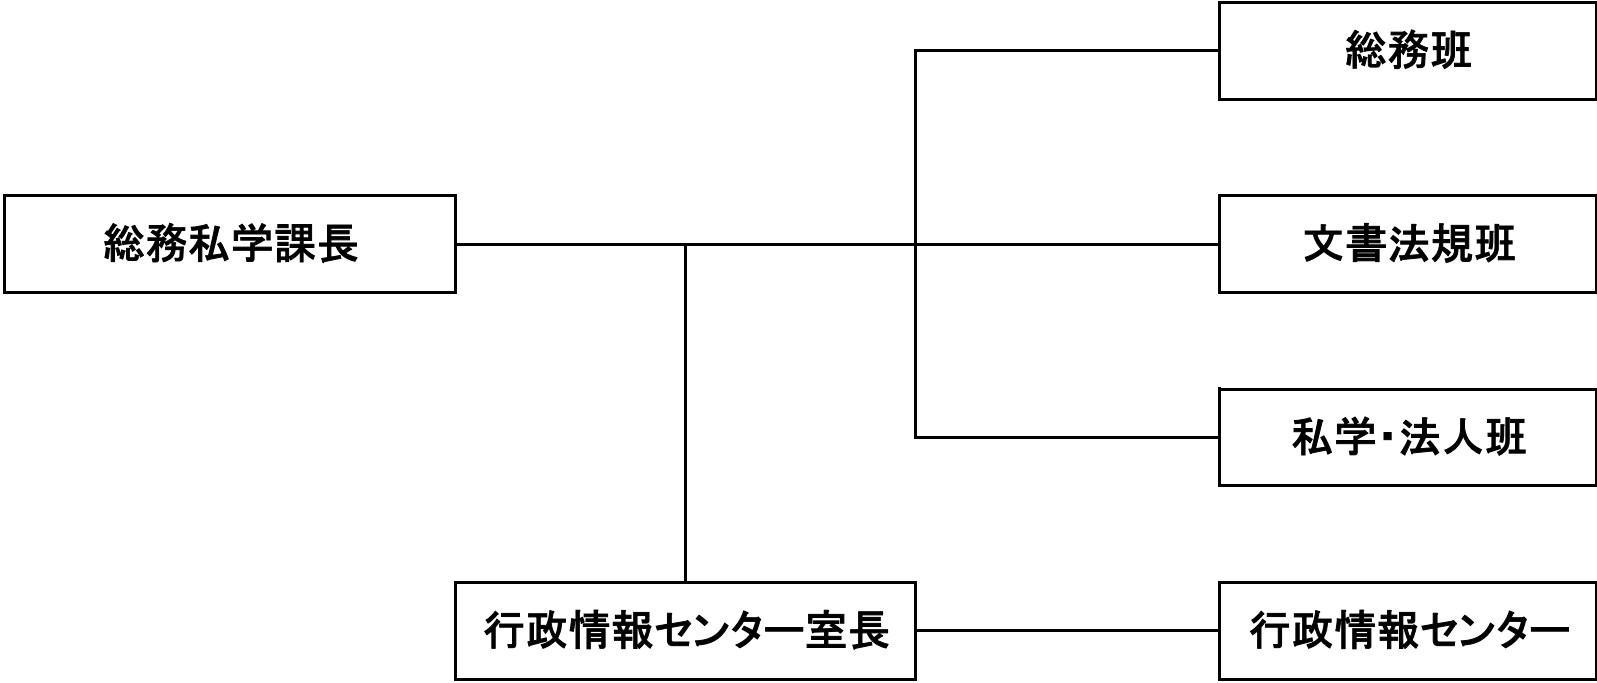 総務班
総務私学課長
文書法規班
私学・法人班
行政情報センター室長
行政情報センター